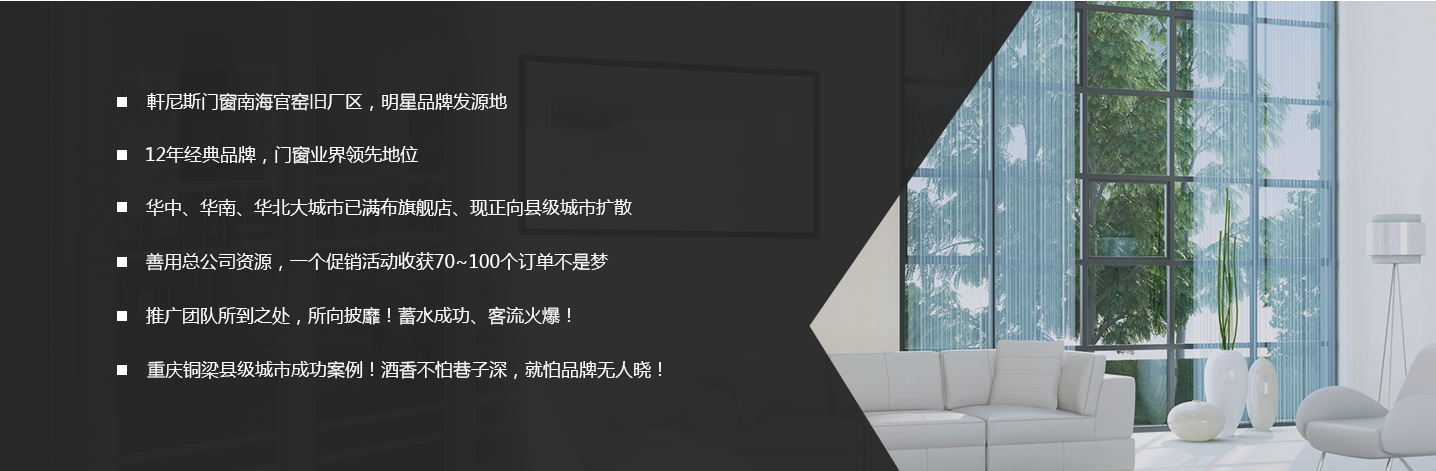 軒尼斯门窗南海官窑旧厂区，明星品牌发源地
12年经典品牌，门窗业界领先地位
华中、华南、华北大城市已满布旗舰店、现正向县级城市扩散
善用总公司资源，一个促销活动收获70~100个订单不是梦
推广团队所到之处，所向披靡！蓄水成功、客流火爆！
重庆铜梁县级城市成功案例！酒香不怕巷子深，就怕品牌无人晓！